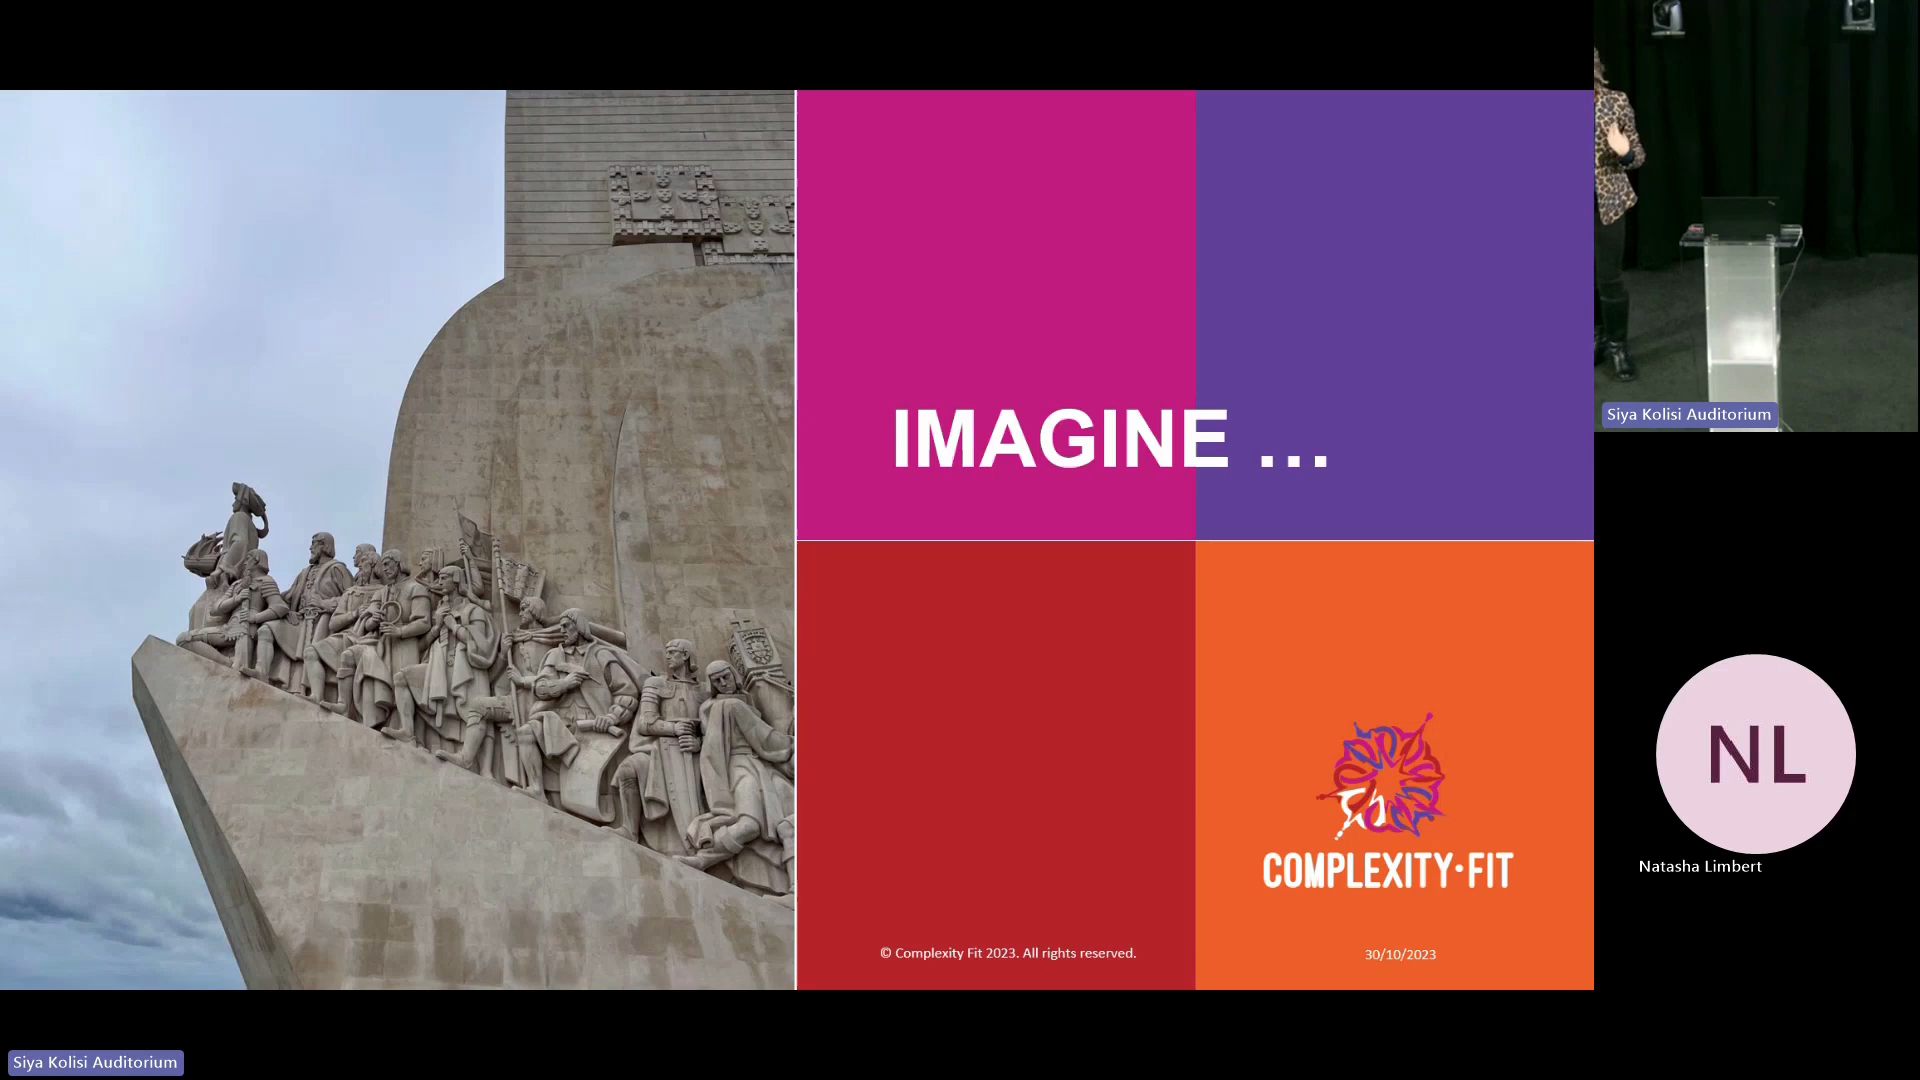 IMAGINE ...
COMPLEXITY·FIT
© Complexity Fit 2023. All rights reserved.
30/10/2023
Siya Kolisi Auditorium
NL
Natasha Limbert
Siya Kolisi Auditorium